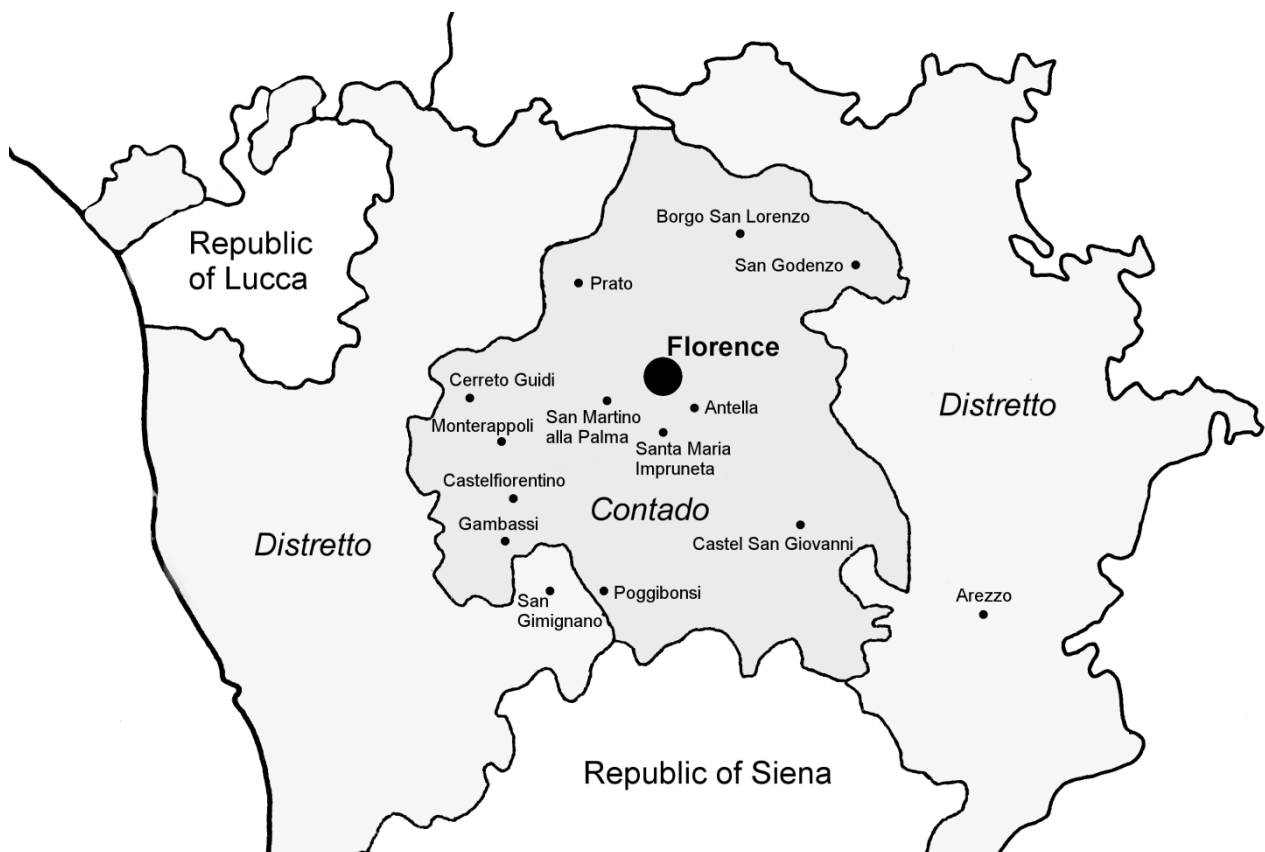 Borgo San Lorenzo
Republic
of Lucca
San Godenzo
Prato
Florence
Cerreto Guidi
Distretto
Antella
San Martino
alla Palma
Monterappoli
Santa Maria
Impruneta
Castelfiorentino
Contado
Gambassi
Castel San Giovanni
Distretto
Poggibonsi
Arezzo
San
Gimignano
Republic of Siena